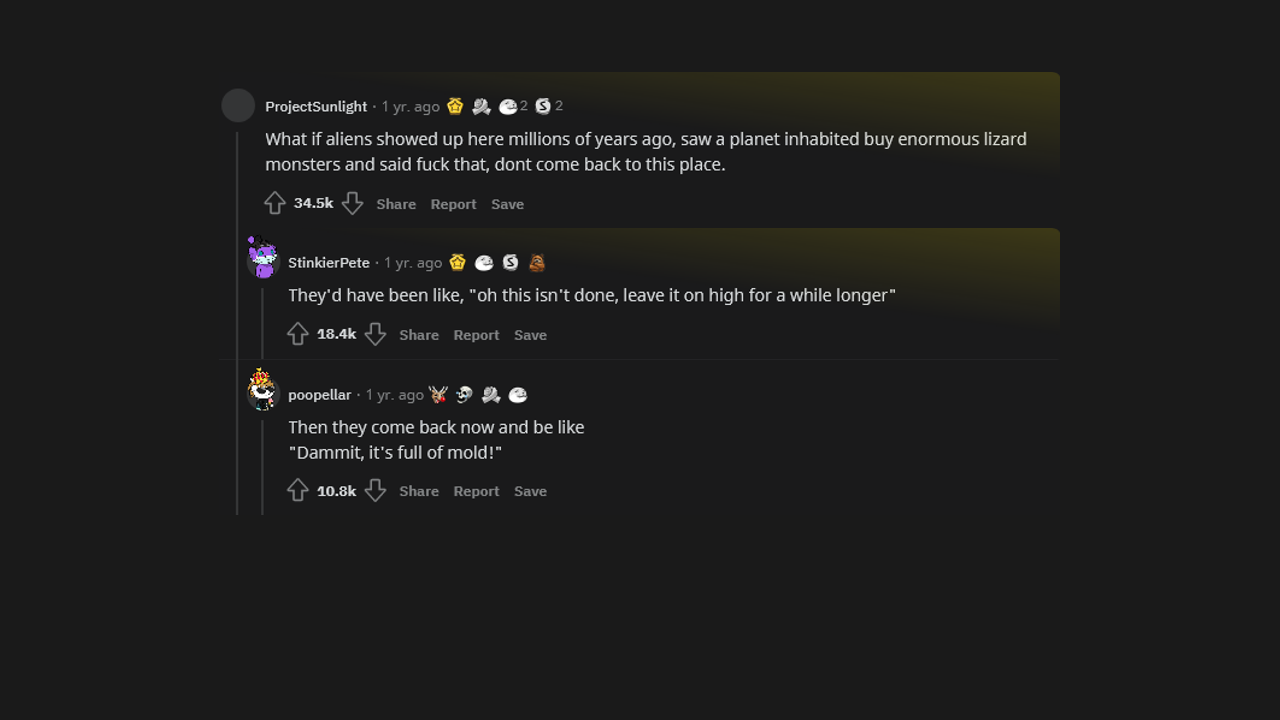 ProjectSunlight · 1 yr. ago 2 2
What if aliens showed up here millions of years ago, saw a planet inhabited buy enormous lizard
monsters and said fuck that, dont come back to this place.
34.5k Share Report Save
StinkierPete · 1 yr. ago
They'd have been like, "oh this isn't done, leave it on high for a while longer"
18.4k Share Report Save
poopellar · 1 yr. ago
Then they come back now and be like
"Dammit, it's full of mold!"
10.8k Share Report Save